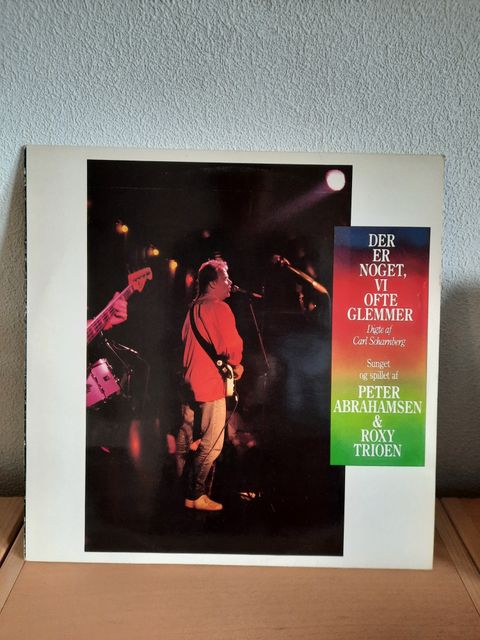 DER
ER
NOGET,
VI
OFTE
GLEMMER
Digte af
Carl Scharnberg
Sunget
og spillet af
PETER
ABRAHAMSEN
&
ROXY
TRIOEN